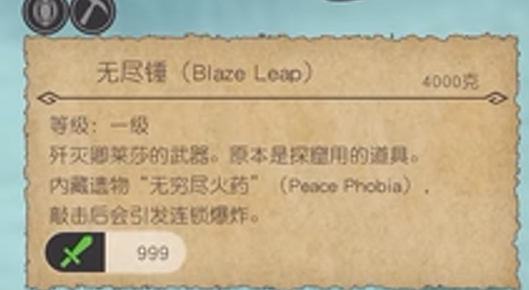 无尽锤（Blaze Leap）
4000克
等级：一级
歼灭卿莱莎的武器。原本是探窟用的道具。
内藏遗物“无穷尽火药”（Peace Phobia），
敲击后会引发连锁爆炸。
999